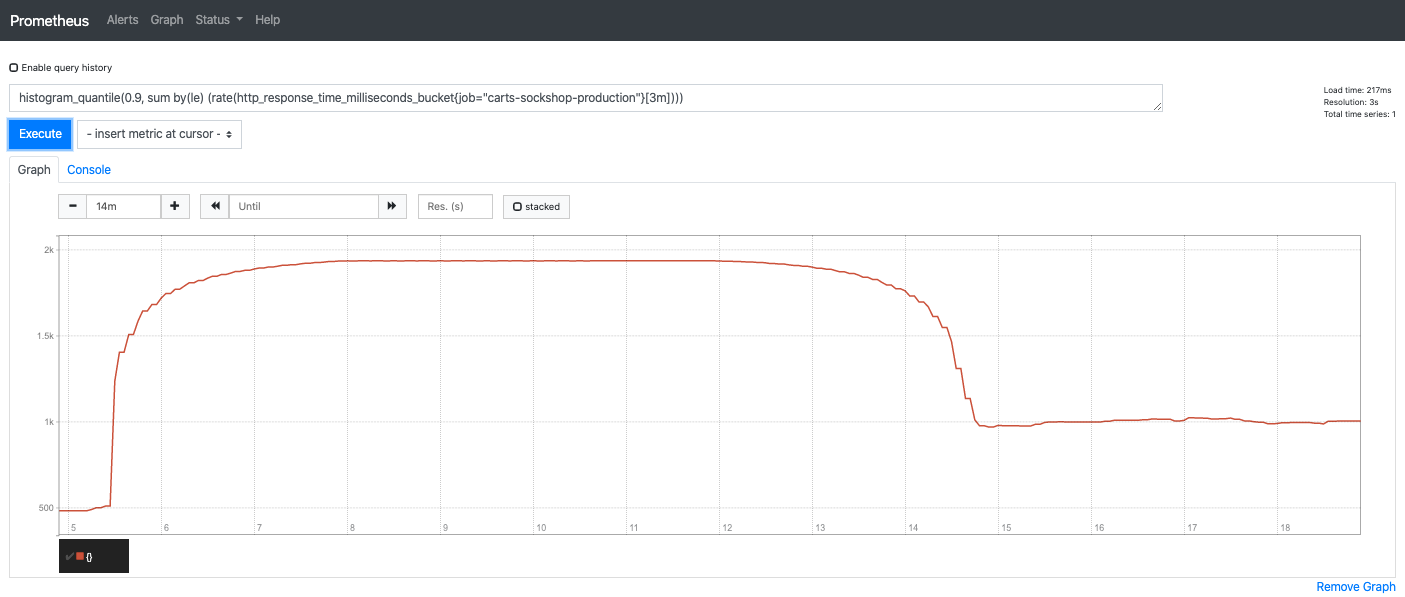 Prometheus Alerts Graph Status Help
Enable query history
histogram_quantile(0.9, sum by(le) (rate(http_response_time_milliseconds_bucket{job="carts-sockshop-production"}[3m])))
Load time: 217ms
Resolution: 3s
Total time series: 1
Execute - insert metric at cursor -
Graph Console
14m Until Res. (s) stacked
2k
1.5k
1k
500
5 6 7 8 9 10 11 12 13 14 15 16 17 18
{}
Remove Graph